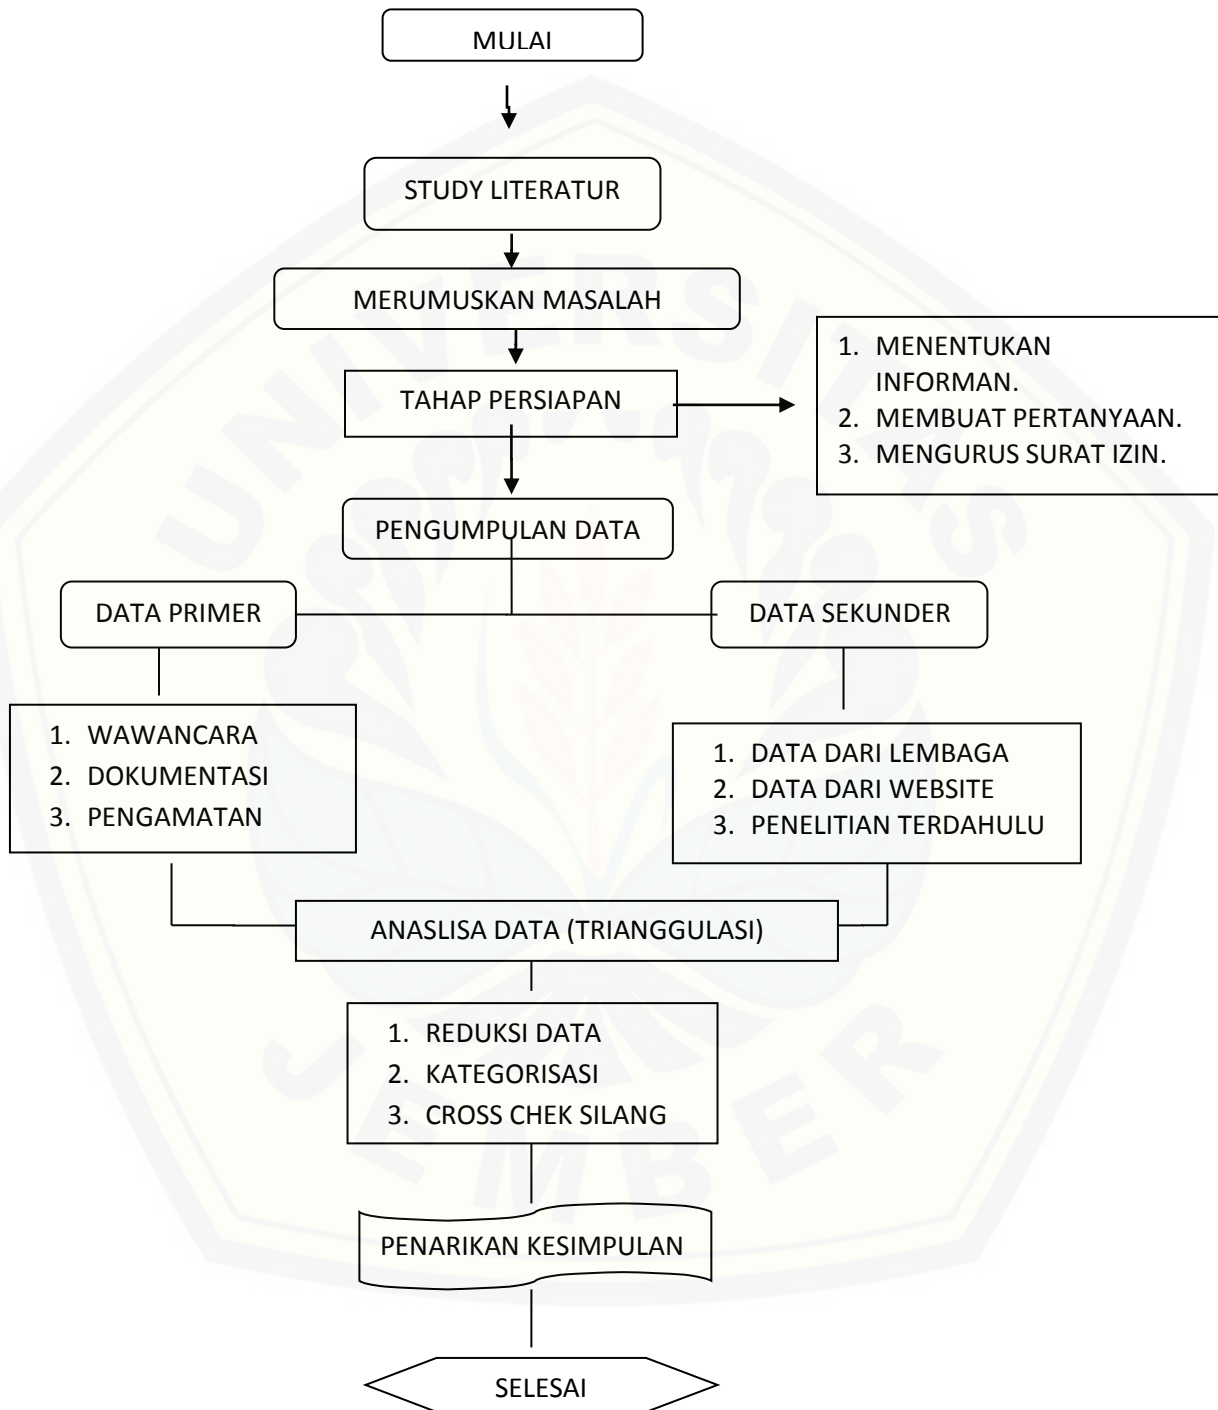 MULAI
STUDY LITERATUR
MERUMUSKAN MASALAH
TAHAP PERSIAPAN
1. MENENTUKAN
INFORMAN.
2. MEMBUAT PERTANYAAN.
3. MENGURUS SURAT IZIN.
PENGUMPULAN DATA
DATA PRIMER
DATA SEKUNDER
1. WAWANCARA
2. DOKUMENTASI
3. PENGAMATAN
1. DATA DARI LEMBAGA
2. DATA DARI WEBSITE
3. PENELITIAN TERDAHULU
ANASLISA DATA (TRIANGGULASI)
1. REDUKSI DATA
2. KATEGORISASI
3. CROSS CHEK SILANG
PENARIKAN KESIMPULAN
SELESAI
UNIVERSITAS
JEMBER